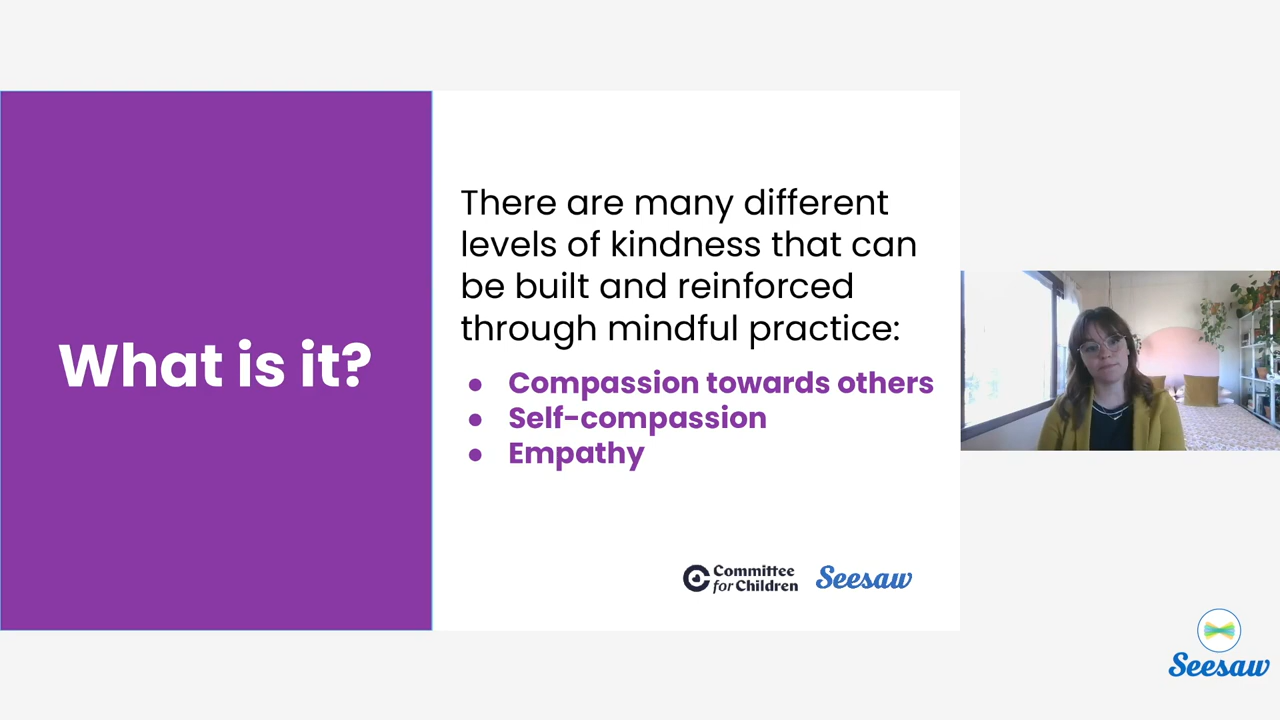 What is it?
There are many different
levels of kindness that can
be built and reinforced
through mindful practice:
● Compassion towards others
● Self-compassion
● Empathy
Committee
for Children
Seesaw
Seesaw